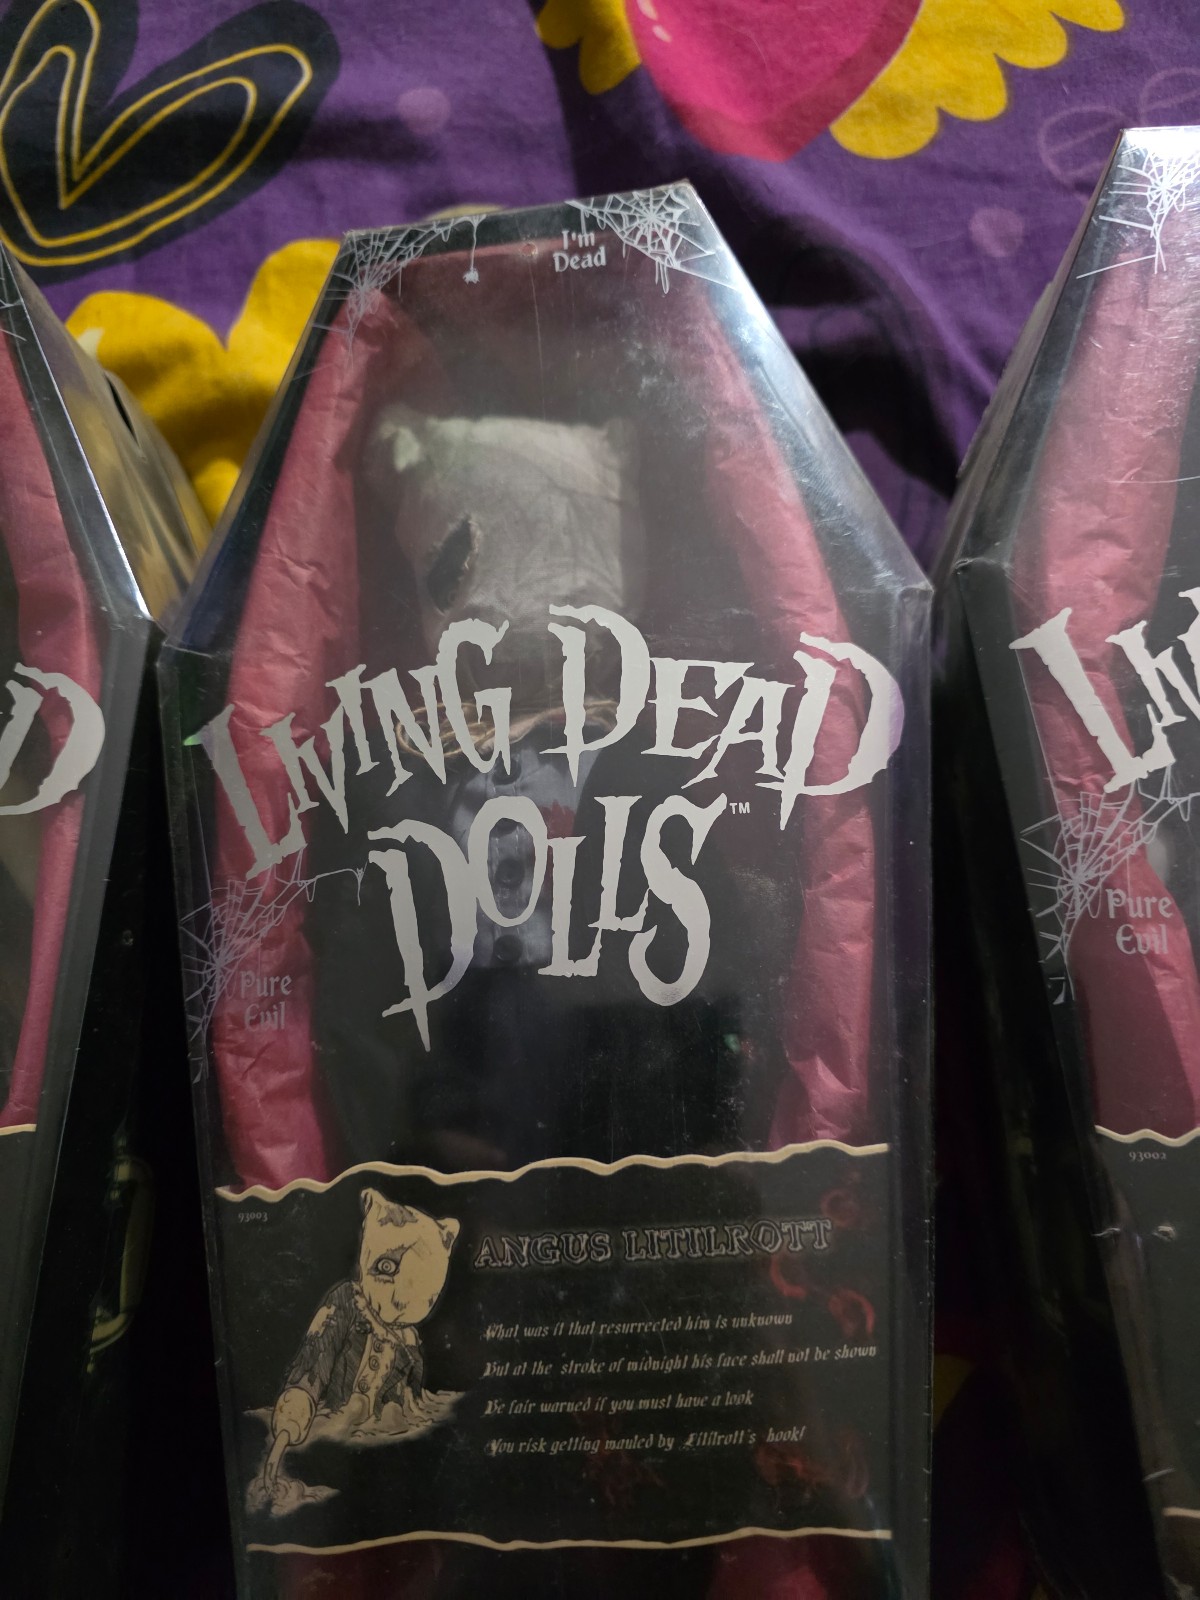 I'm
Dead
LIVING DEAD
DOLLS™
Pure
Evil
93003
ANGUS LITILROTT
What was it that resurrected him is unknown
But at the stroke of midnight his face shall not be shown
Be fair warned if you must have a look
You risk getting mauled by Litilrott's hook!
D
LIV
Pure
Evil
93002